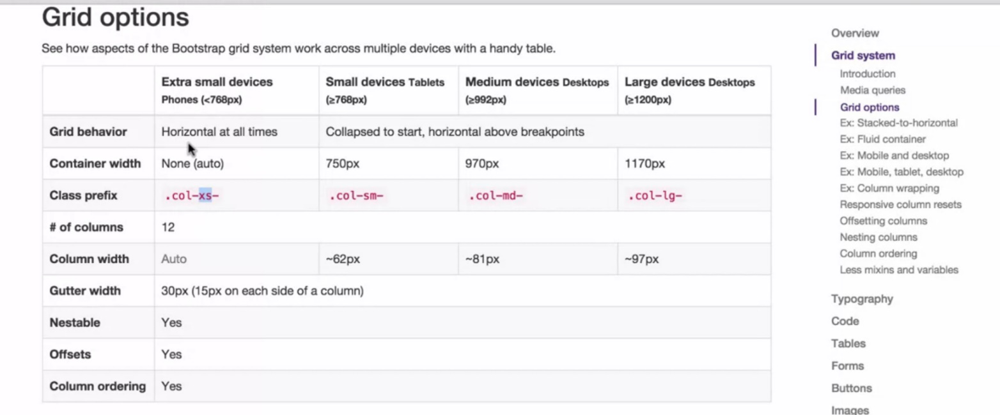 Grid options
See how aspects of the Bootstrap grid system work across multiple devices with a handy table.
Extra small devices Small devices Tablets Medium devices Desktops Large devices Desktops
Phones (<768px) (≥768px) (≥992px) (≥1200px)
Grid behavior Horizontal at all times Collapsed to start, horizontal above breakpoints
Container width None (auto) 750px 970px 1170px
Class prefix .col-xs- .col-sm- .col-md- .col-lg-
# of columns 12
Column width Auto ~62px ~81px ~97px
Gutter width 30px (15px on each side of a column)
Nestable Yes
Offsets Yes
Column ordering Yes
Overview
Grid system
Introduction
Media queries
Grid options
Ex: Stacked-to-horizontal
Ex: Fluid container
Ex: Mobile and desktop
Ex: Mobile, tablet, desktop
Ex: Column wrapping
Responsive column resets
Offsetting columns
Nesting columns
Column ordering
Less mixins and variables
Typography
Code
Tables
Forms
Buttons
Images